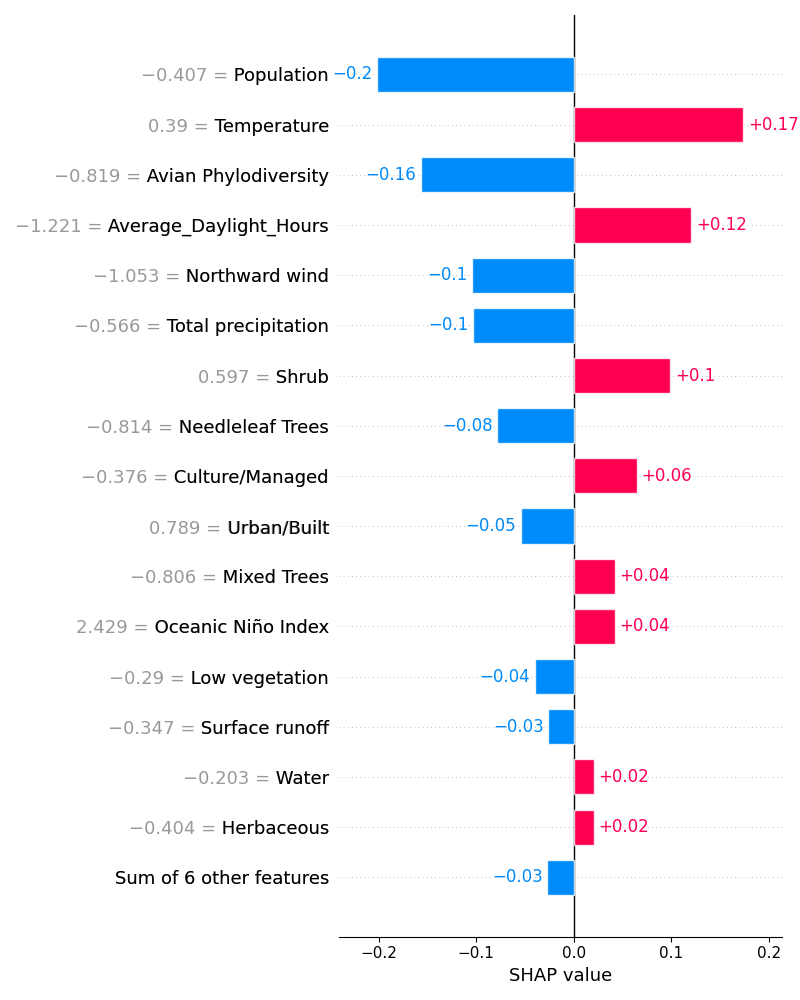 −0.407 = Population −0.2
0.39 = Temperature +0.17
−0.819 = Avian Phylodiversity −0.16
−1.221 = Average_Daylight_Hours +0.12
−1.053 = Northward wind −0.1
−0.566 = Total precipitation −0.1
0.597 = Shrub +0.1
−0.814 = Needleleaf Trees −0.08
−0.376 = Culture/Managed +0.06
0.789 = Urban/Built −0.05
−0.806 = Mixed Trees +0.04
2.429 = Oceanic Niño Index +0.04
−0.29 = Low vegetation −0.04
−0.347 = Surface runoff −0.03
−0.203 = Water +0.02
−0.404 = Herbaceous +0.02
Sum of 6 other features −0.03
−0.2 −0.1 0.0 0.1 0.2
SHAP value